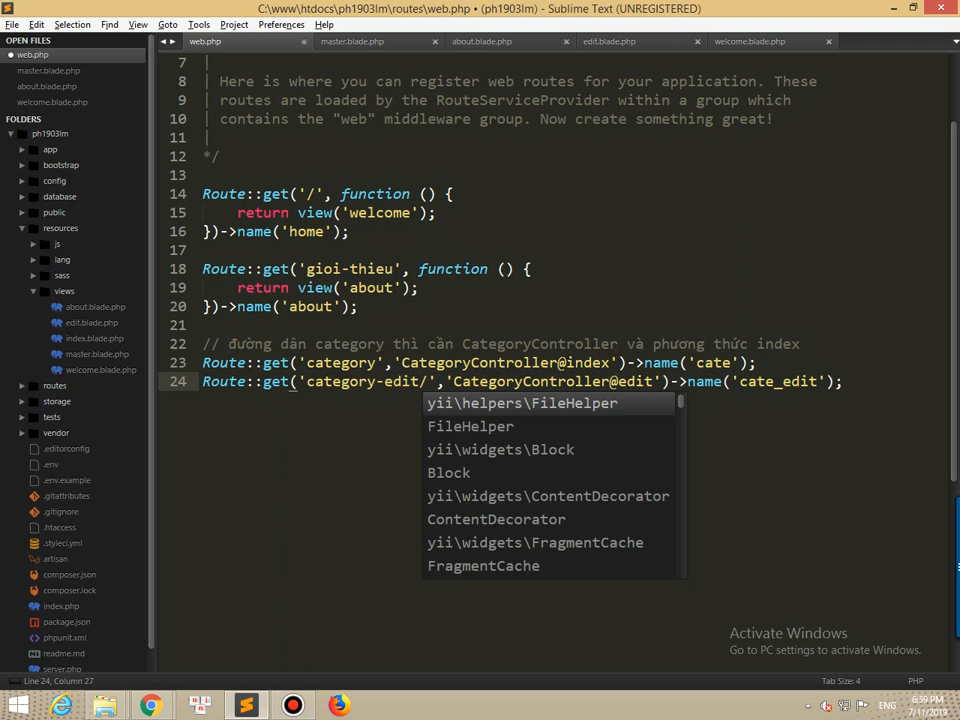 C:\www\htdocs\ph1903lm\routes\web.php • (ph1903lm) - Sublime Text (UNREGISTERED)
File Edit Selection Find View Goto Tools Project Preferences Help
OPEN FILES
web.php
master.blade.php
about.blade.php
welcome.blade.php
FOLDERS
ph1903lm
app
bootstrap
config
database
public
resources
js
lang
sass
views
about.blade.php
edit.blade.php
index.blade.php
master.blade.php
welcome.blade.php
routes
storage
tests
vendor
.editorconfig
.env
.env.example
.gitattributes
.gitignore
.htaccess
.styleci.yml
artisan
composer.json
composer.lock
index.php
package.json
phpunit.xml
readme.md
server.php
web.php master.blade.php about.blade.php edit.blade.php welcome.blade.php
7 |
8 | Here is where you can register web routes for your application. These
9 | routes are loaded by the RouteServiceProvider within a group which
10 | contains the "web" middleware group. Now create something great!
11 |
12 */
13
14 Route::get('/', function () {
15 return view('welcome');
16 })->name('home');
17
18 Route::get('gioi-thieu', function () {
19 return view('about');
20 })->name('about');
21
22 // đường dân category thì cần CategoryController và phương thức index
23 Route::get('category','CategoryController@index')->name('cate');
24 Route::get('category-edit/','CategoryController@edit')->name('cate_edit');
yii\helpers\FileHelper
FileHelper
yii\widgets\Block
Block
yii\widgets\ContentDecorator
ContentDecorator
yii\widgets\FragmentCache
FragmentCache
Activate Windows
Go to PC settings to activate Windows.
Line 24, Column 27 Tab Size: 4 PHP
ENG
6:59 PM
7/11/2019